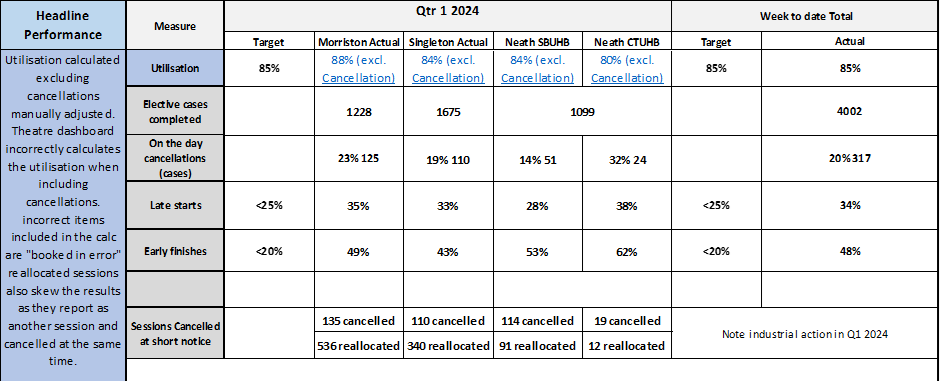 Headline Performance
Measure
Qtr 1 2024
Week to date Total
Target
Morriston Actual
Singleton Actual
Neath SBUHB
Neath CTUHB
Target
Actual
Utilisation calculated
excluding
cancellations
manually adjusted.
Theatre dashboard
incorrectly calculates
the utilisation when
including
cancellations.
incorrect items
included in the calc
are "booked in error"
reallocated sessions
also skew the results
as they report as
another session and
cancelled at the same
time.
Utilisation
85%
88% (excl.
Cancellation)
84% (excl.
Cancellation)
84% (excl.
Cancellation)
80% (excl.
Cancellation)
85%
85%
Elective cases
completed
1228
1675
1099
4002
On the day
cancellations
(cases)
23% 125
19% 110
14% 51
32% 24
20% 317
Late starts
<25%
35%
33%
28%
38%
<25%
34%
Early finishes
<20%
49%
43%
53%
62%
<20%
48%
Sessions Cancelled
at short notice
135 cancelled
110 cancelled
114 cancelled
19 cancelled
536 reallocated
340 reallocated
91 reallocated
12 reallocated
Note industrial action in Q1 2024